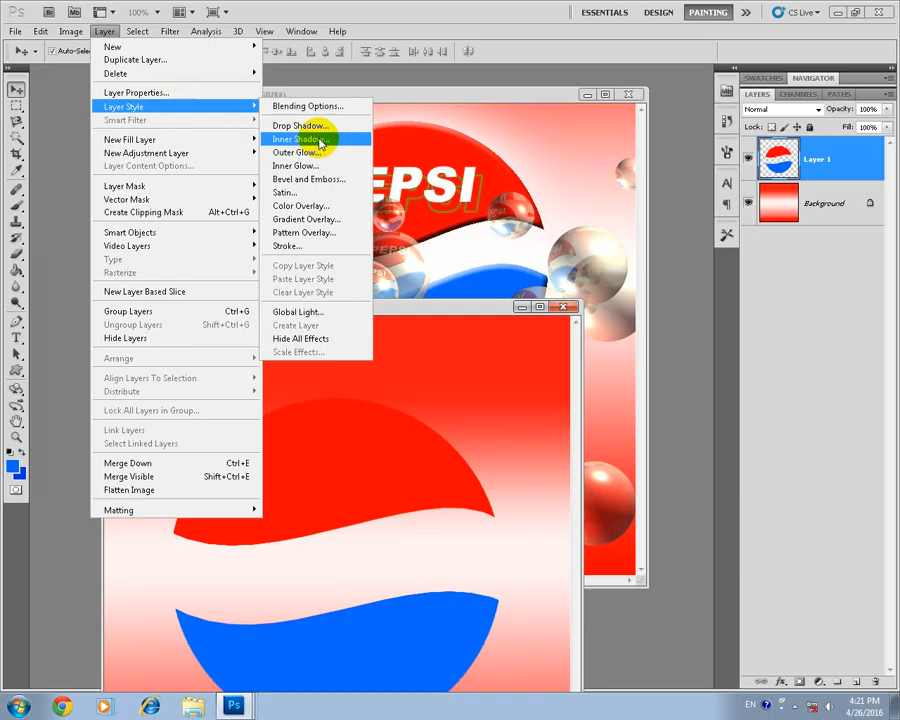 Ps Br Mb 100% ESSENTIALS DESIGN PAINTING CS Live
File Edit Image Layer Select Filter Analysis 3D View Window Help
Auto-Selec
New
Duplicate Layer...
Delete
Layer Properties...
Layer Style
Smart Filter
New Fill Layer
New Adjustment Layer
Layer Content Options...
Layer Mask
Vector Mask
Create Clipping Mask Alt+Ctrl+G
Smart Objects
Video Layers
Type
Rasterize
New Layer Based Slice
Group Layers Ctrl+G
Ungroup Layers Shift+Ctrl+G
Hide Layers
Arrange
Align Layers To Selection
Distribute
Lock All Layers in Group...
Link Layers
Select Linked Layers
Merge Down Ctrl+E
Merge Visible Shift+Ctrl+E
Flatten Image
Matting
Blending Options...
Drop Shadow...
Inner Shadow...
Outer Glow...
Inner Glow...
Bevel and Emboss...
Satin...
Color Overlay...
Gradient Overlay...
Pattern Overlay...
Stroke...
Copy Layer Style
Paste Layer Style
Clear Layer Style
Global Light...
Create Layer
Hide All Effects
Scale Effects...
EPSI
SWATCHES NAVIGATOR
LAYERS CHANNELS PATHS
Normal Opacity: 100%
Lock: Fill: 100%
Layer 1
Background
EN 4:21 PM
4/26/2016